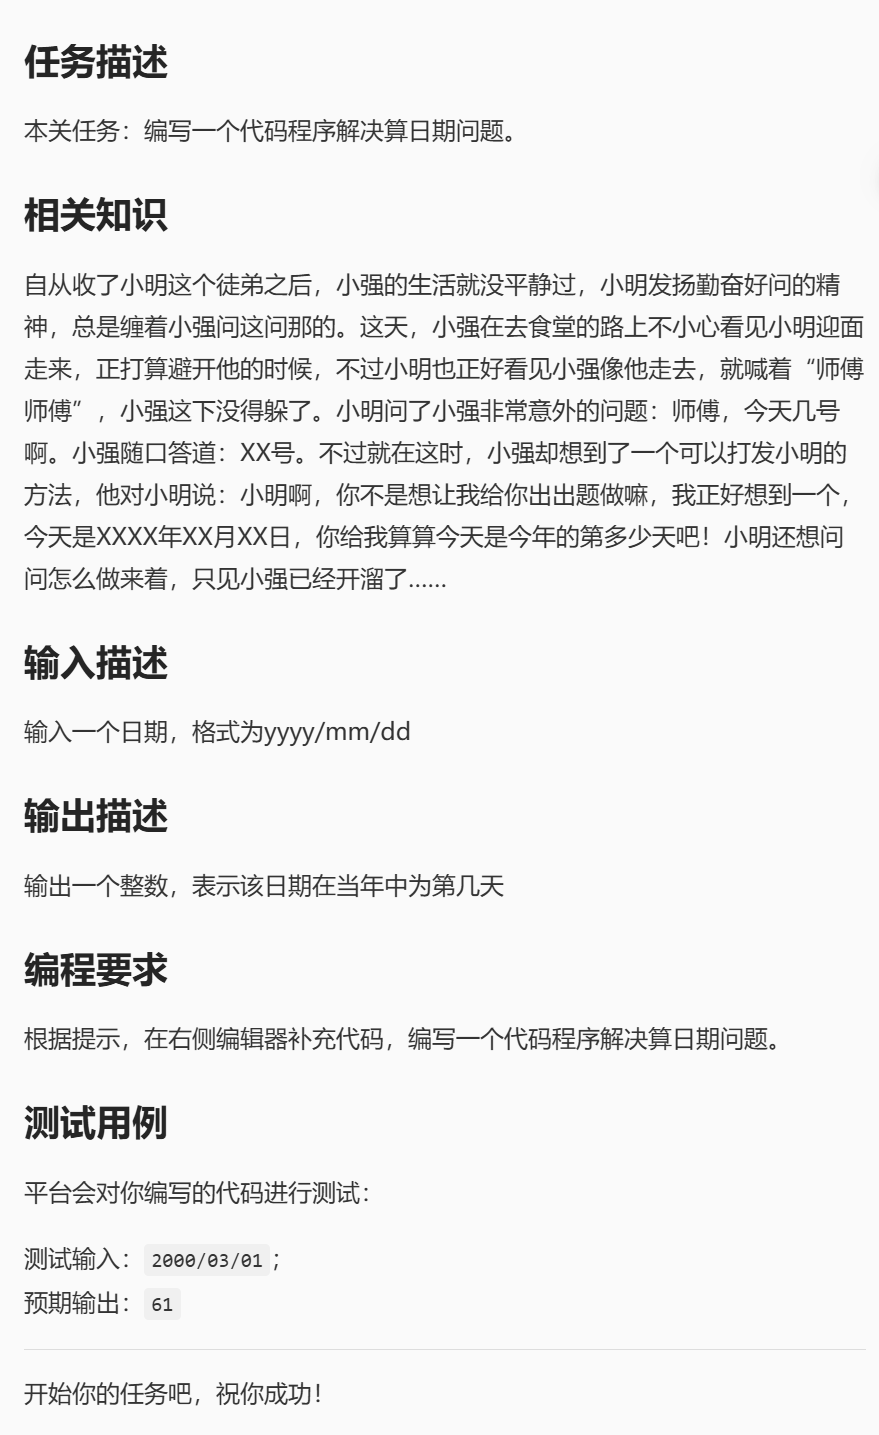 任务描述
本关任务：编写一个代码程序解决算日期问题。
相关知识
自从收了小明这个徒弟之后，小强的生活就没平静过，小明发扬勤奋好问的精
神，总是缠着小强问这问那的。这天，小强在去食堂的路上不小心看见小明迎面
走来，正打算避开他的时候，不过小明也正好看见小强像他走去，就喊着“师傅
师傅”，小强这下没得躲了。小明问了小强非常意外的问题：师傅，今天几号
啊。小强随口答道：XX号。不过就在这时，小强却想到了一个可以打发小明的
方法，他对小明说：小明啊，你不是想让我给你出出题做嘛，我正好想到一个，
今天是XXXX年XX月XX日，你给我算算今天是今年的第多少天吧！小明还想问
问怎么做来着，只见小强已经开溜了……
输入描述
输入一个日期，格式为yyyy/mm/dd
输出描述
输出一个整数，表示该日期在当年中为第几天
编程要求
根据提示，在右侧编辑器补充代码，编写一个代码程序解决算日期问题。
测试用例
平台会对你编写的代码进行测试：
测试输入：2000/03/01；
预期输出：61
开始你的任务吧，祝你成功！